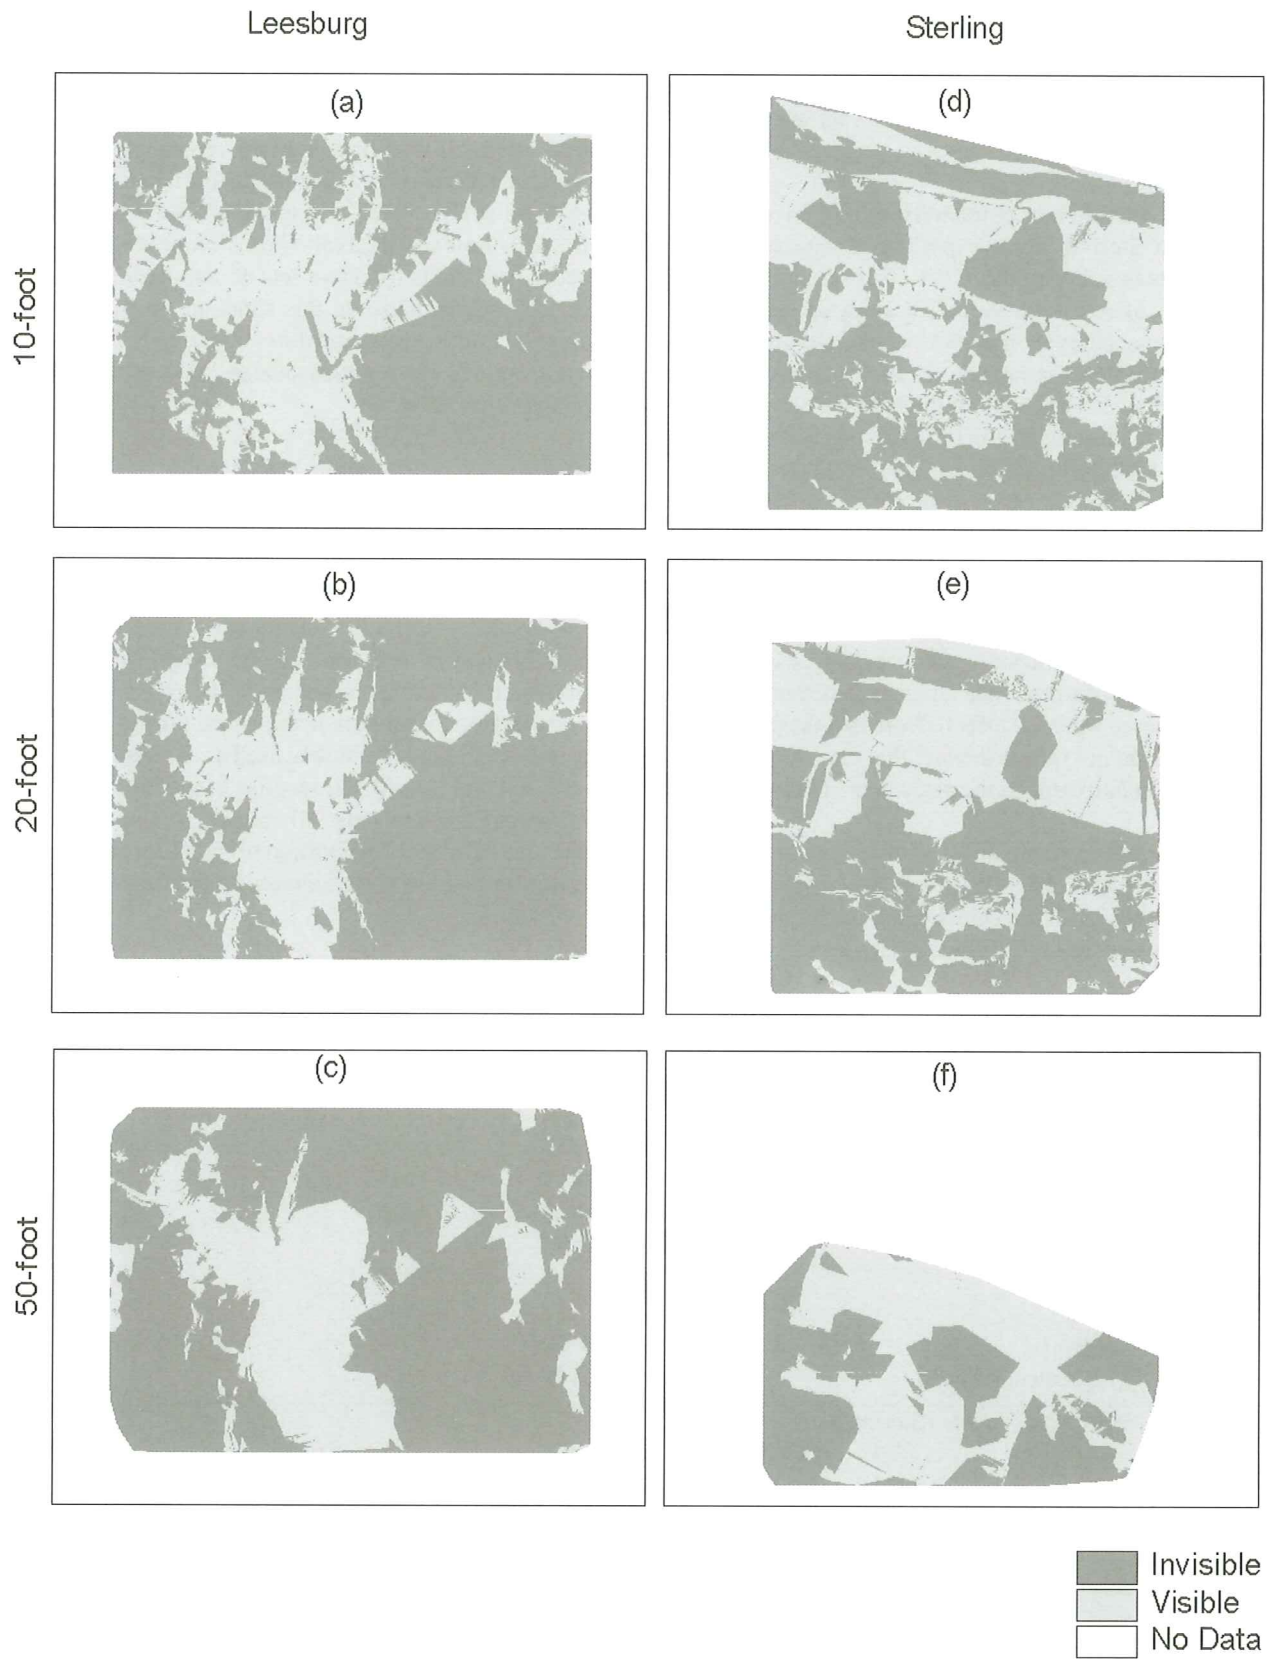 Leesburg
Sterling
(a)
(d)
10-foot
(b)
(e)
20-foot
(c)
(f)
50-foot
Invisible
Visible
No Data